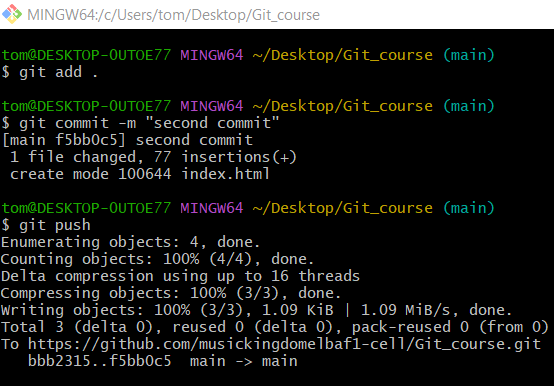 MINGW64:/c/Users/tom/Desktop/Git_course
tom@DESKTOP-OUTOE77 MINGW64 ~/Desktop/Git_course (main)
$ git add .
tom@DESKTOP-OUTOE77 MINGW64 ~/Desktop/Git_course (main)
$ git commit -m "second commit"
[main f5bb0c5] second commit
 1 file changed, 77 insertions(+)
 create mode 100644 index.html
tom@DESKTOP-OUTOE77 MINGW64 ~/Desktop/Git_course (main)
$ git push
Enumerating objects: 4, done.
Counting objects: 100% (4/4), done.
Delta compression using up to 16 threads
Compressing objects: 100% (3/3), done.
Writing objects: 100% (3/3), 1.09 KiB | 1.09 MiB/s, done.
Total 3 (delta 0), reused 0 (delta 0), pack-reused 0 (from 0)
To https://github.com/musickingdomelbaf1-cell/Git_course.git
   bbb2315..f5bb0c5  main -> main